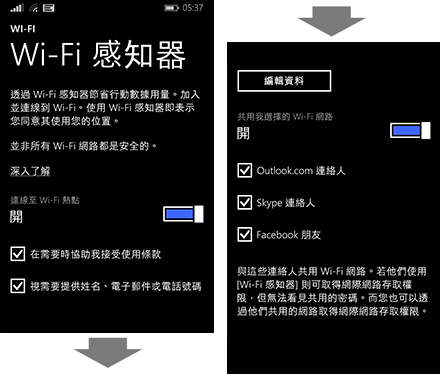 05:37
WI-FI
Wi-Fi 感知器
透過 Wi-Fi 感知器節省行動數據用量。加入
並連線到 Wi-Fi。使用 Wi-Fi 感知器即表示
您同意其使用您的位置。
並非所有 Wi-Fi 網路都是安全的。
深入了解
連線至 Wi-Fi 熱點
開
在需要時協助我接受使用條款
視需要提供姓名、電子郵件或電話號碼
編輯資料
共用我選擇的 Wi-Fi 網路
開
Outlook.com 連絡人
Skype 連絡人
Facebook 朋友
與這些連絡人共用 Wi-Fi 網路。若他們使用
[Wi-Fi 感知器] 則可取得網際網路存取權
限，但無法看見共用的密碼。而您也可以透
過他們共用的網路取得網際網路存取權限。